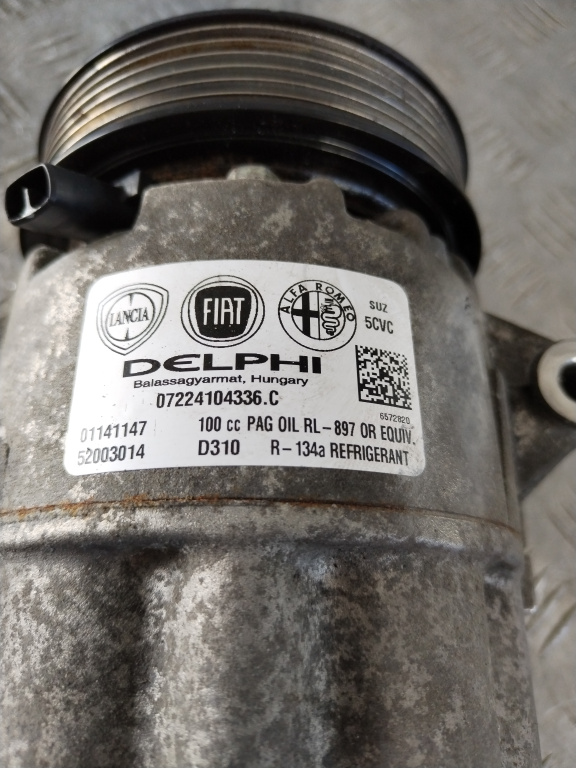 LANCIA
FIAT
ALFA ROMEO
SUZ
5CVC
DELPHI
Balassagyarmat, Hungary
07224104336.C
6572820
01141147 100 cc PAG OIL RL-897 OR EQUIV.
52003014 D310 R-134a REFRIGERANT